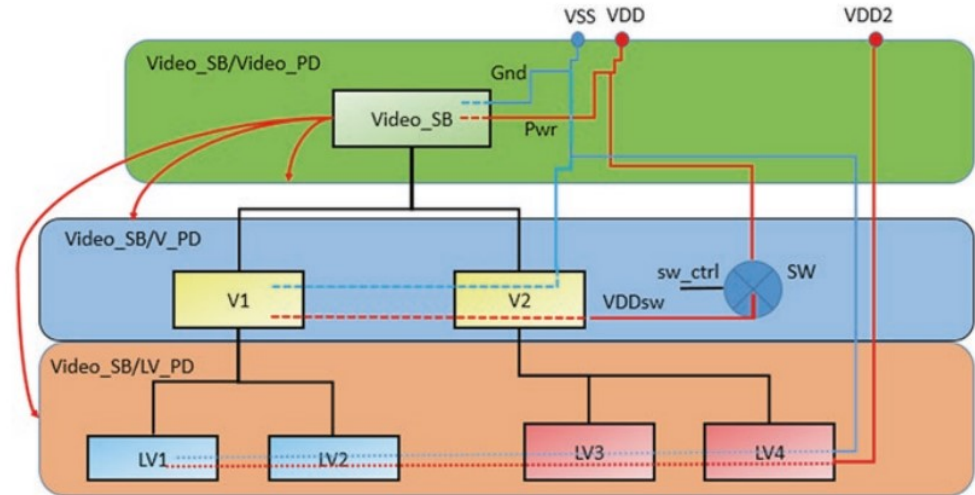 VSS VDD VDD2
Video_SB/Video_PD
Gnd
Video_SB
Pwr
Video_SB/V_PD
sw_ctrl SW
V1 V2 VDDsw
Video_SB/LV_PD
LV1 LV2 LV3 LV4